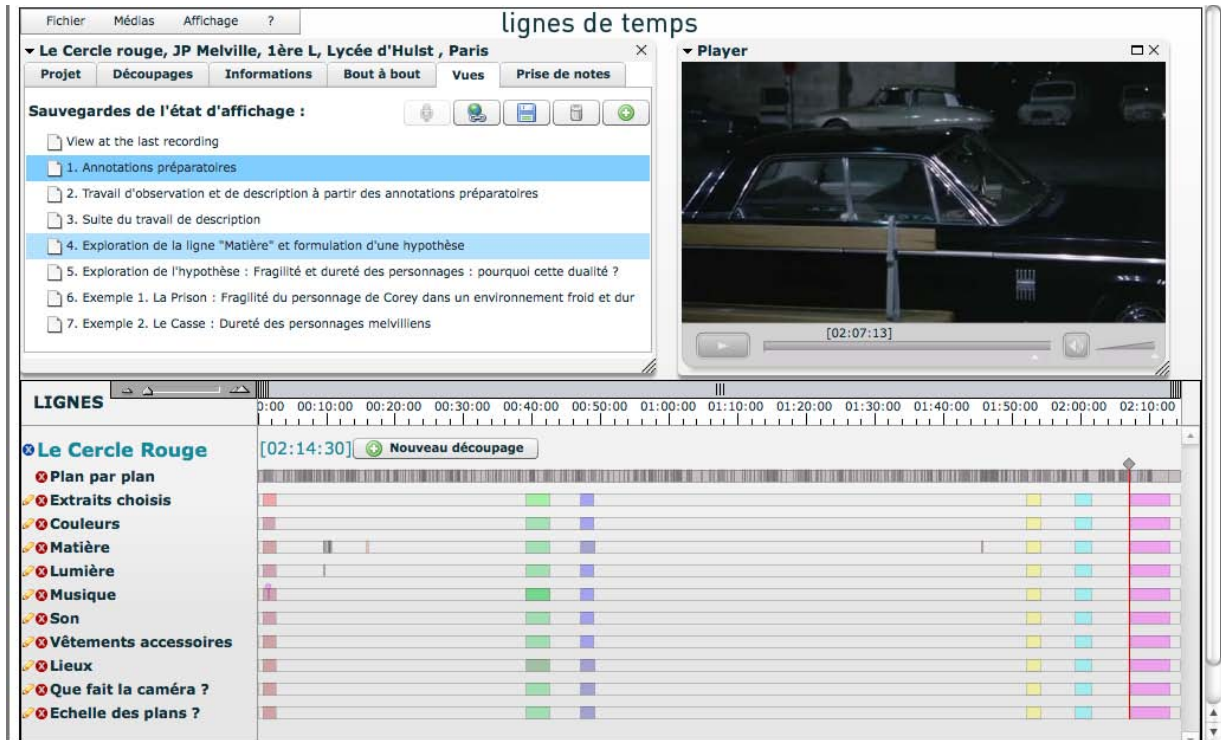 Fichier Médias Affichage ?
lignes de temps
Le Cercle rouge, JP Melville, 1ère L, Lycée d'Hulst , Paris
Projet Découpages Informations Bout à bout Vues Prise de notes
Sauvegardes de l'état d'affichage :
View at the last recording
1. Annotations préparatoires
2. Travail d'observation et de description à partir des annotations préparatoires
3. Suite du travail de description
4. Exploration de la ligne "Matière" et formulation d'une hypothèse
5. Exploration de l'hypothèse : Fragilité et dureté des personnages : pourquoi cette dualité ?
6. Exemple 1. La Prison : Fragilité du personnage de Corey dans un environnement froid et dur
7. Exemple 2. Le Casse : Dureté des personnages melvilliens
Player
[02:07:13]
LIGNES
0:00 00:10:00 00:20:00 00:30:00 00:40:00 00:50:00 01:00:00 01:10:00 01:20:00 01:30:00 01:40:00 01:50:00 02:00:00 02:10:00
Le Cercle Rouge [02:14:30] Nouveau découpage
Plan par plan
Extraits choisis
Couleurs
Matière
Lumière
Musique
Son
Vêtements accessoires
Lieux
Que fait la caméra ?
Echelle des plans ?